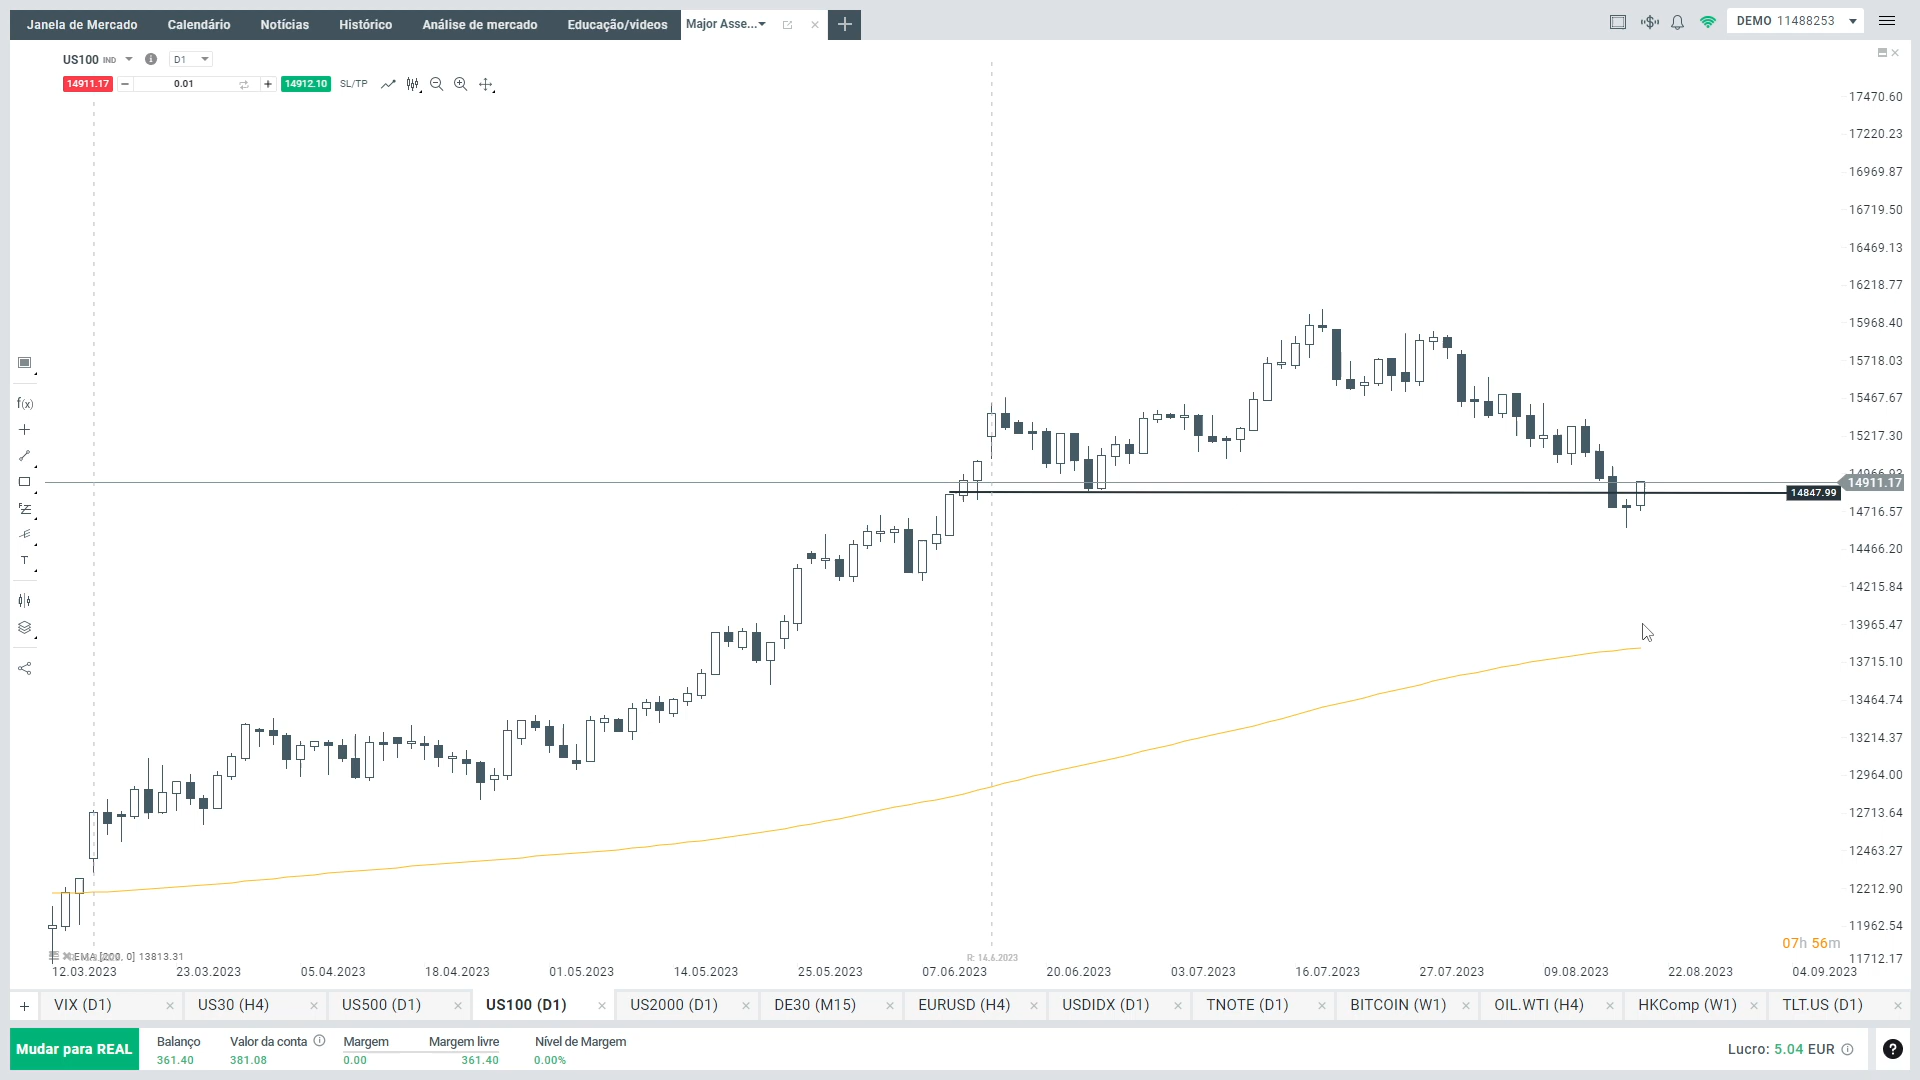 Janela de Mercado
Calendário
Notícias
Histórico
Análise de mercado
Educação/videos
Major Asse...
DEMO 11488253
US100 IND
D1
14911.17
0.01
14912.10
SL/TP
17470.60
17220.23
16969.87
16719.50
16469.13
16218.77
15968.40
15718.03
15467.67
15217.30
14966.93
14911.17
14847.99
14716.57
14466.20
14215.84
13965.47
13715.10
13464.74
13214.37
12964.00
12713.64
12463.27
12212.90
11962.54
11712.17
f(x)
T
07h 56m
EMA [200, 0] 13813.31
R: 14.6.2023
12.03.2023
23.03.2023
05.04.2023
18.04.2023
01.05.2023
14.05.2023
25.05.2023
07.06.2023
20.06.2023
03.07.2023
16.07.2023
27.07.2023
09.08.2023
22.08.2023
04.09.2023
VIX (D1)
US30 (H4)
US500 (D1)
US100 (D1)
US2000 (D1)
DE30 (M15)
EURUSD (H4)
USDIDX (D1)
TNOTE (D1)
BITCOIN (W1)
OIL.WTI (H4)
HKComp (W1)
TLT.US (D1)
Mudar para REAL
Balanço
361.40
Valor da conta
381.08
Margem
0.00
Margem livre
361.40
Nível de Margem
0.00%
Lucro: 5.04 EUR